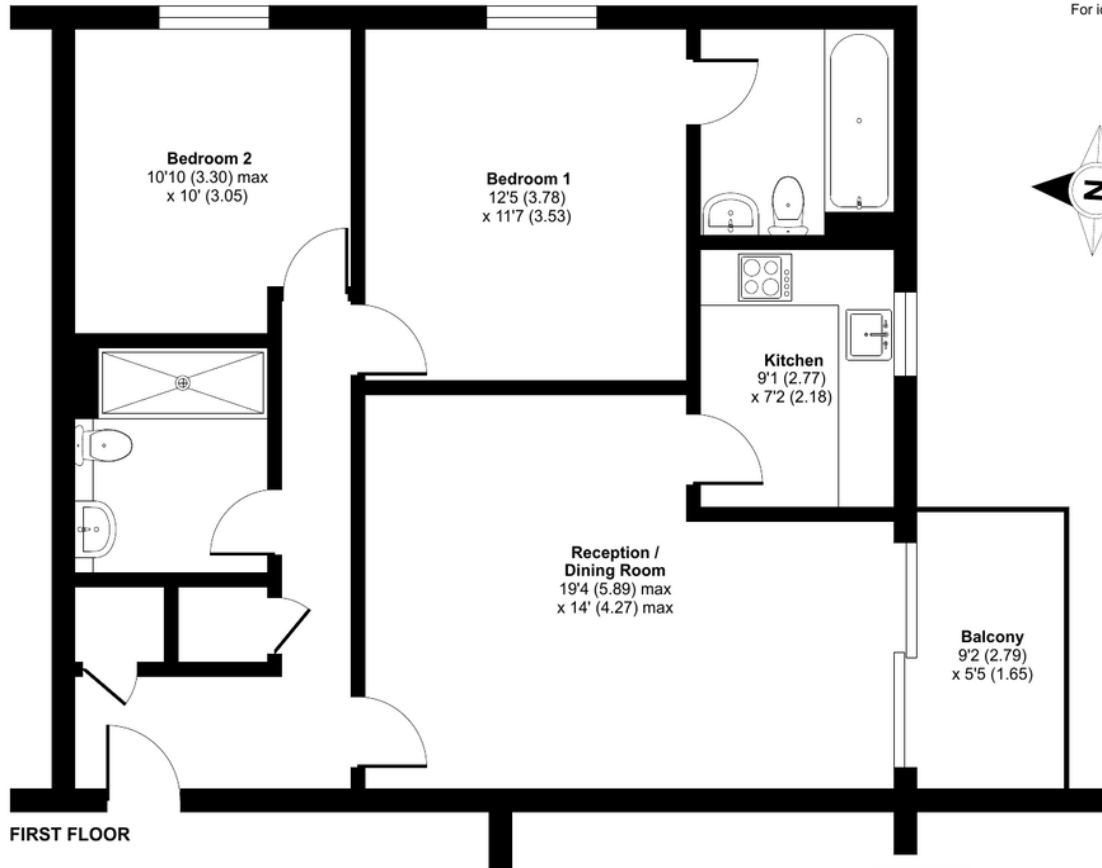 For ic
Bedroom 2
10'10 (3.30) max
x 10' (3.05)
Bedroom 1
12'5 (3.78)
x 11'7 (3.53)
N
Kitchen
9'1 (2.77)
x 7'2 (2.18)
Reception /
Dining Room
19'4 (5.89) max
x 14' (4.27) max
Balcony
9'2 (2.79)
x 5'5 (1.65)
FIRST FLOOR